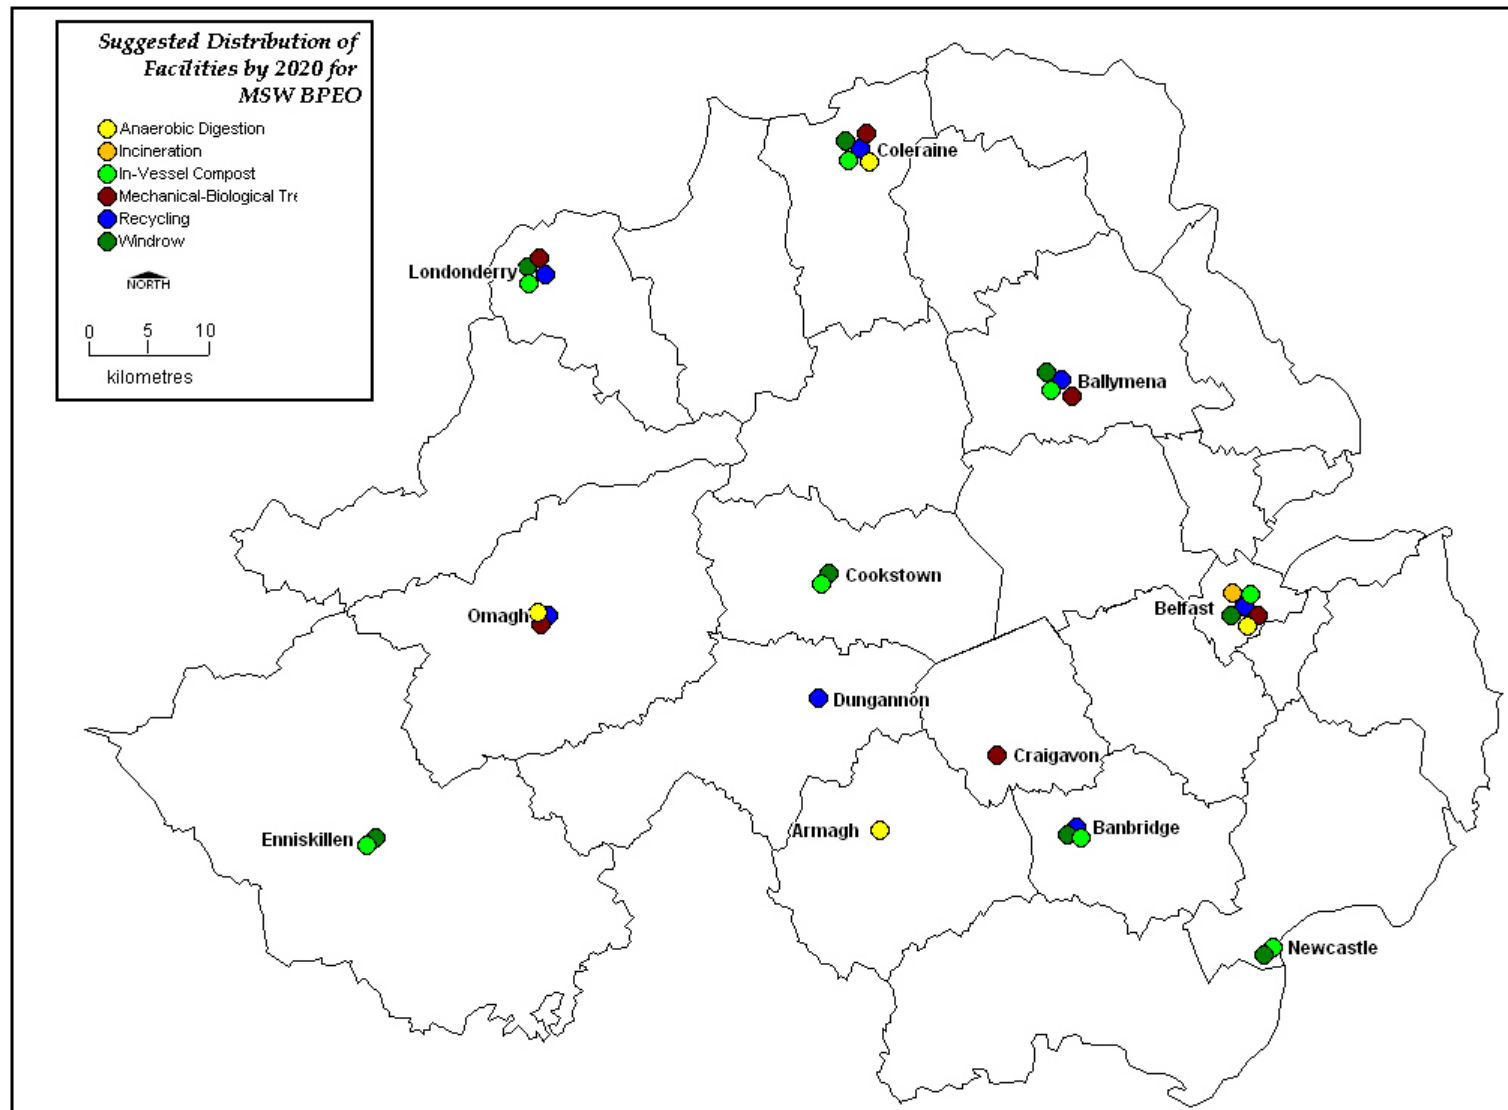 Suggested Distribution of
Facilities by 2020 for
MSW BPEO
Anaerobic Digestion
Incineration
In-Vessel Compost
Mechanical-Biological Tre
Recycling
Windrow
NORTH
0 5 10
kilometres
Coleraine
Londonderry
Ballymena
Cookstown
Belfast
Omagh
Dungannon
Craigavon
Armagh
Banbridge
Enniskillen
Newcastle